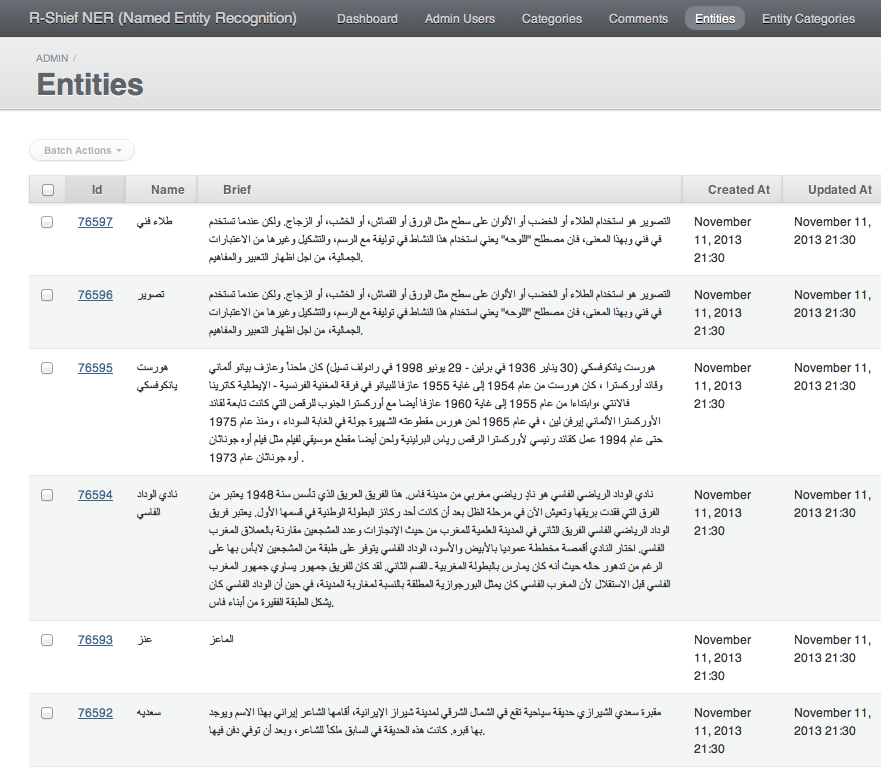 R-Shief NER (Named Entity Recognition) Dashboard Admin Users Categories Comments Entities Entity Categories
ADMIN /
Entities
Batch Actions
Id Name Brief Created At Updated At
76597
طلاء فني
التصوير هو استخدام الطلاء أو الخضب أو الألوان على سطح مثل الورق أو القماش، أو الخشب، أو الزجاج. ولكن عندما تستخدم
في فني وبهذا المعنى، فان مصطلح "اللوحه" يعني استخدام هذا النشاط في توليفة مع الرسم، والتشكيل وغيرها من الاعتبارات
الجمالية، من اجل اظهار التعبير والمفاهيم.
November
11, 2013
21:30
November 11,
2013 21:30
76596
تصوير
التصوير هو استخدام الطلاء أو الخضب أو الألوان على سطح مثل الورق أو القماش، أو الخشب، أو الزجاج. ولكن عندما تستخدم
في فني وبهذا المعنى، فان مصطلح "اللوحه" يعني استخدام هذا النشاط في توليفة مع الرسم، والتشكيل وغيرها من الاعتبارات
الجمالية، من اجل اظهار التعبير والمفاهيم.
November
11, 2013
21:30
November 11,
2013 21:30
76595
هورست
يانكوفسكي
هورست يانكوفسكي (30 يناير 1936 في برلين - 29 يونيو 1998 في رادولف تسيل) كان ملحناً وعازف بيانو ألماني
وقائد أوركسترا ، كان هورست من عام 1954 إلى غاية 1955 عازفا للبيانو في فرقة المغنية الفرنسية - الإيطالية كاترينا
فالانتي ،وابتداءا من عام 1955 إلى غاية 1960 عازفا أيضا مع أوركسترا الجنوب للرقص التي كانت تابعة لقائد
الأوركسترا الألماني إيرفن لين ، في عام 1965 لحن هورس مقطوعته الشهيرة جولة في الغابة السوداء ، ومنذ عام 1975
حتى عام 1994 عمل كقائد رئيسي لأوركسترا الرقص رياس البرلينية ولحن أيضا مقطع موسيقي لفيلم مثل فيلم أوه جوناثان
أوه جوناثان عام 1973 .
November
11, 2013
21:30
November 11,
2013 21:30
76594
نادي الوداد
الفاسي
نادي الوداد الرياضي الفاسي هو نادٍ رياضي مغربي من مدينة فاس. هذا الفريق العريق الذي تأسس سنة 1948 يعتبر من
الفرق التي فقدت بريقها وتعيش الآن في مرحلة الظل بعد أن كانت أحد ركائز البطولة الوطنية في قسمها الأول. يعتبر فريق
الوداد الرياضي الفاسي الفريق الثاني في المدينة العلمية للمغرب من حيث الإنجازات وعدد المشجعين مقارنة بالعملاق المغرب
الفاسي. اختار النادي أقمصة مخططة عموديا بالأبيض والأسود، الوداد الفاسي يتوفر على طبقة من المشجعين لابأس بها على
الرغم من تدهور حاله حيث أنه كان يمارس بالبطولة المغربية ـ القسم الثاني. لقد كان للفريق جمهور يساوي جمهور المغرب
الفاسي قبل الاستقلال لأن المغرب الفاسي كان يمثل البورجوازية المطلقة بالنسبة لمغاربة المدينة، في حين أن الوداد الفاسي كان
يشكل الطبقة الفقيرة من أبناء فاس.
November
11, 2013
21:30
November 11,
2013 21:30
76593
عنز
الماعز
November
11, 2013
21:30
November 11,
2013 21:30
76592
سعديه
مقبرة سعدي الشيرازي حديقة سياحية تقع في الشمال الشرقي لمدينة شيراز الإيرانية، أقامها الشاعر إيراني بهذا الاسم ويوجد
بها قبره. كانت هذه الحديقة في السابق ملكاً للشاعر، وبعد أن توفي دفن فيها.
November
11, 2013
21:30
November 11,
2013 21:30